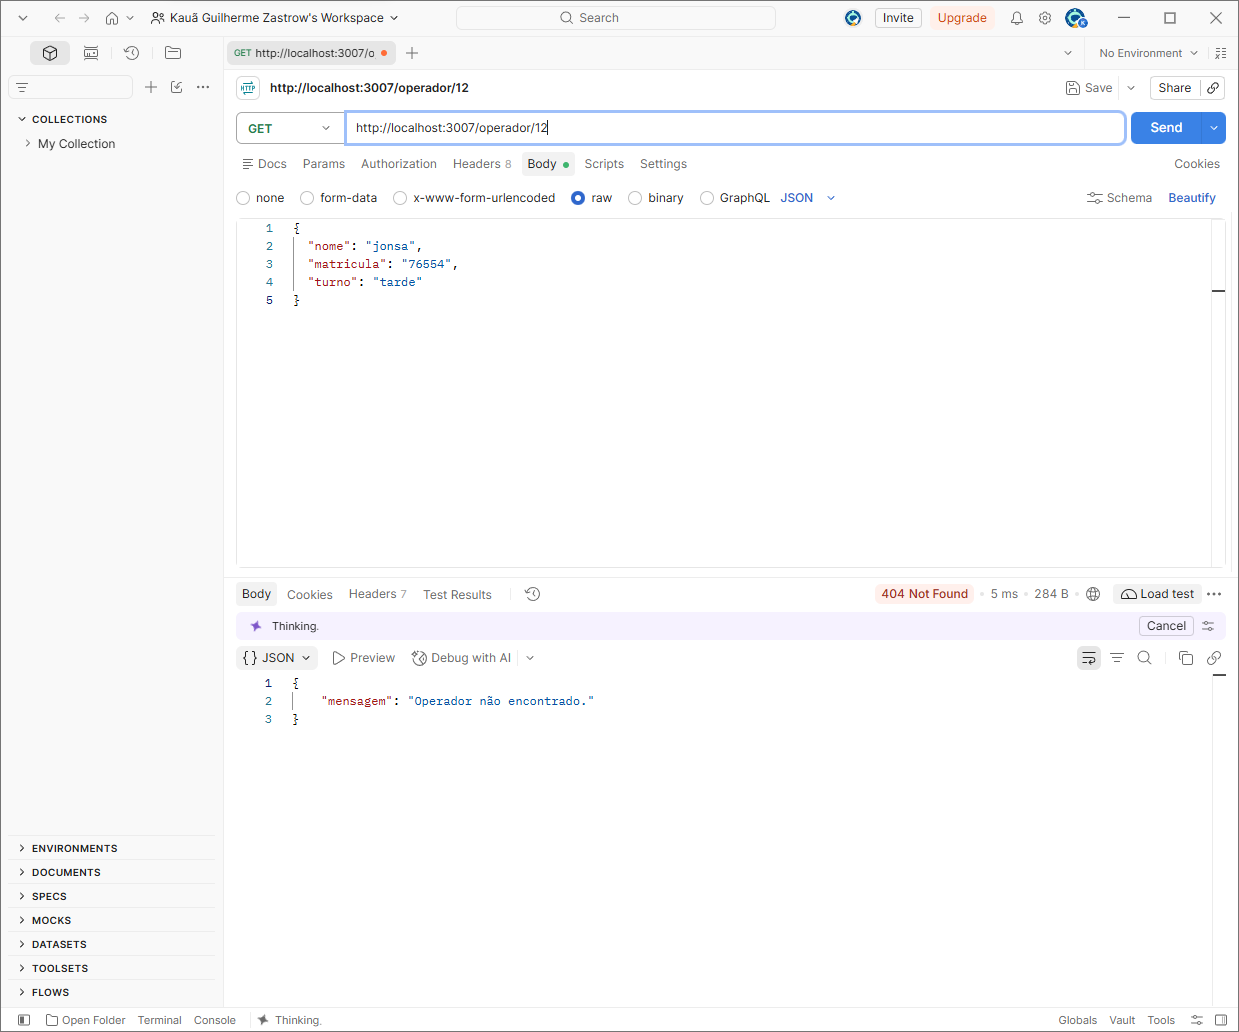 Kauã Guilherme Zastrow's Workspace
Search
Invite
Upgrade
GET http://localhost:3007/o
No Environment
HTTP http://localhost:3007/operador/12
Save
Share
COLLECTIONS
My Collection
GET
http://localhost:3007/operador/12
Send
Docs Params Authorization Headers 8 Body Scripts Settings Cookies
none form-data x-www-form-urlencoded raw binary GraphQL JSON Schema Beautify
1 {
2 "nome": "jonsa",
3 "matricula": "76554",
4 "turno": "tarde"
5 }
Body Cookies Headers 7 Test Results 404 Not Found 5 ms 284 B Load test
Thinking. Cancel
{} JSON Preview Debug with AI
1 {
2 "mensagem": "Operador não encontrado."
3 }
ENVIRONMENTS
DOCUMENTS
SPECS
MOCKS
DATASETS
TOOLSETS
FLOWS
Open Folder Terminal Console Thinking. Globals Vault Tools